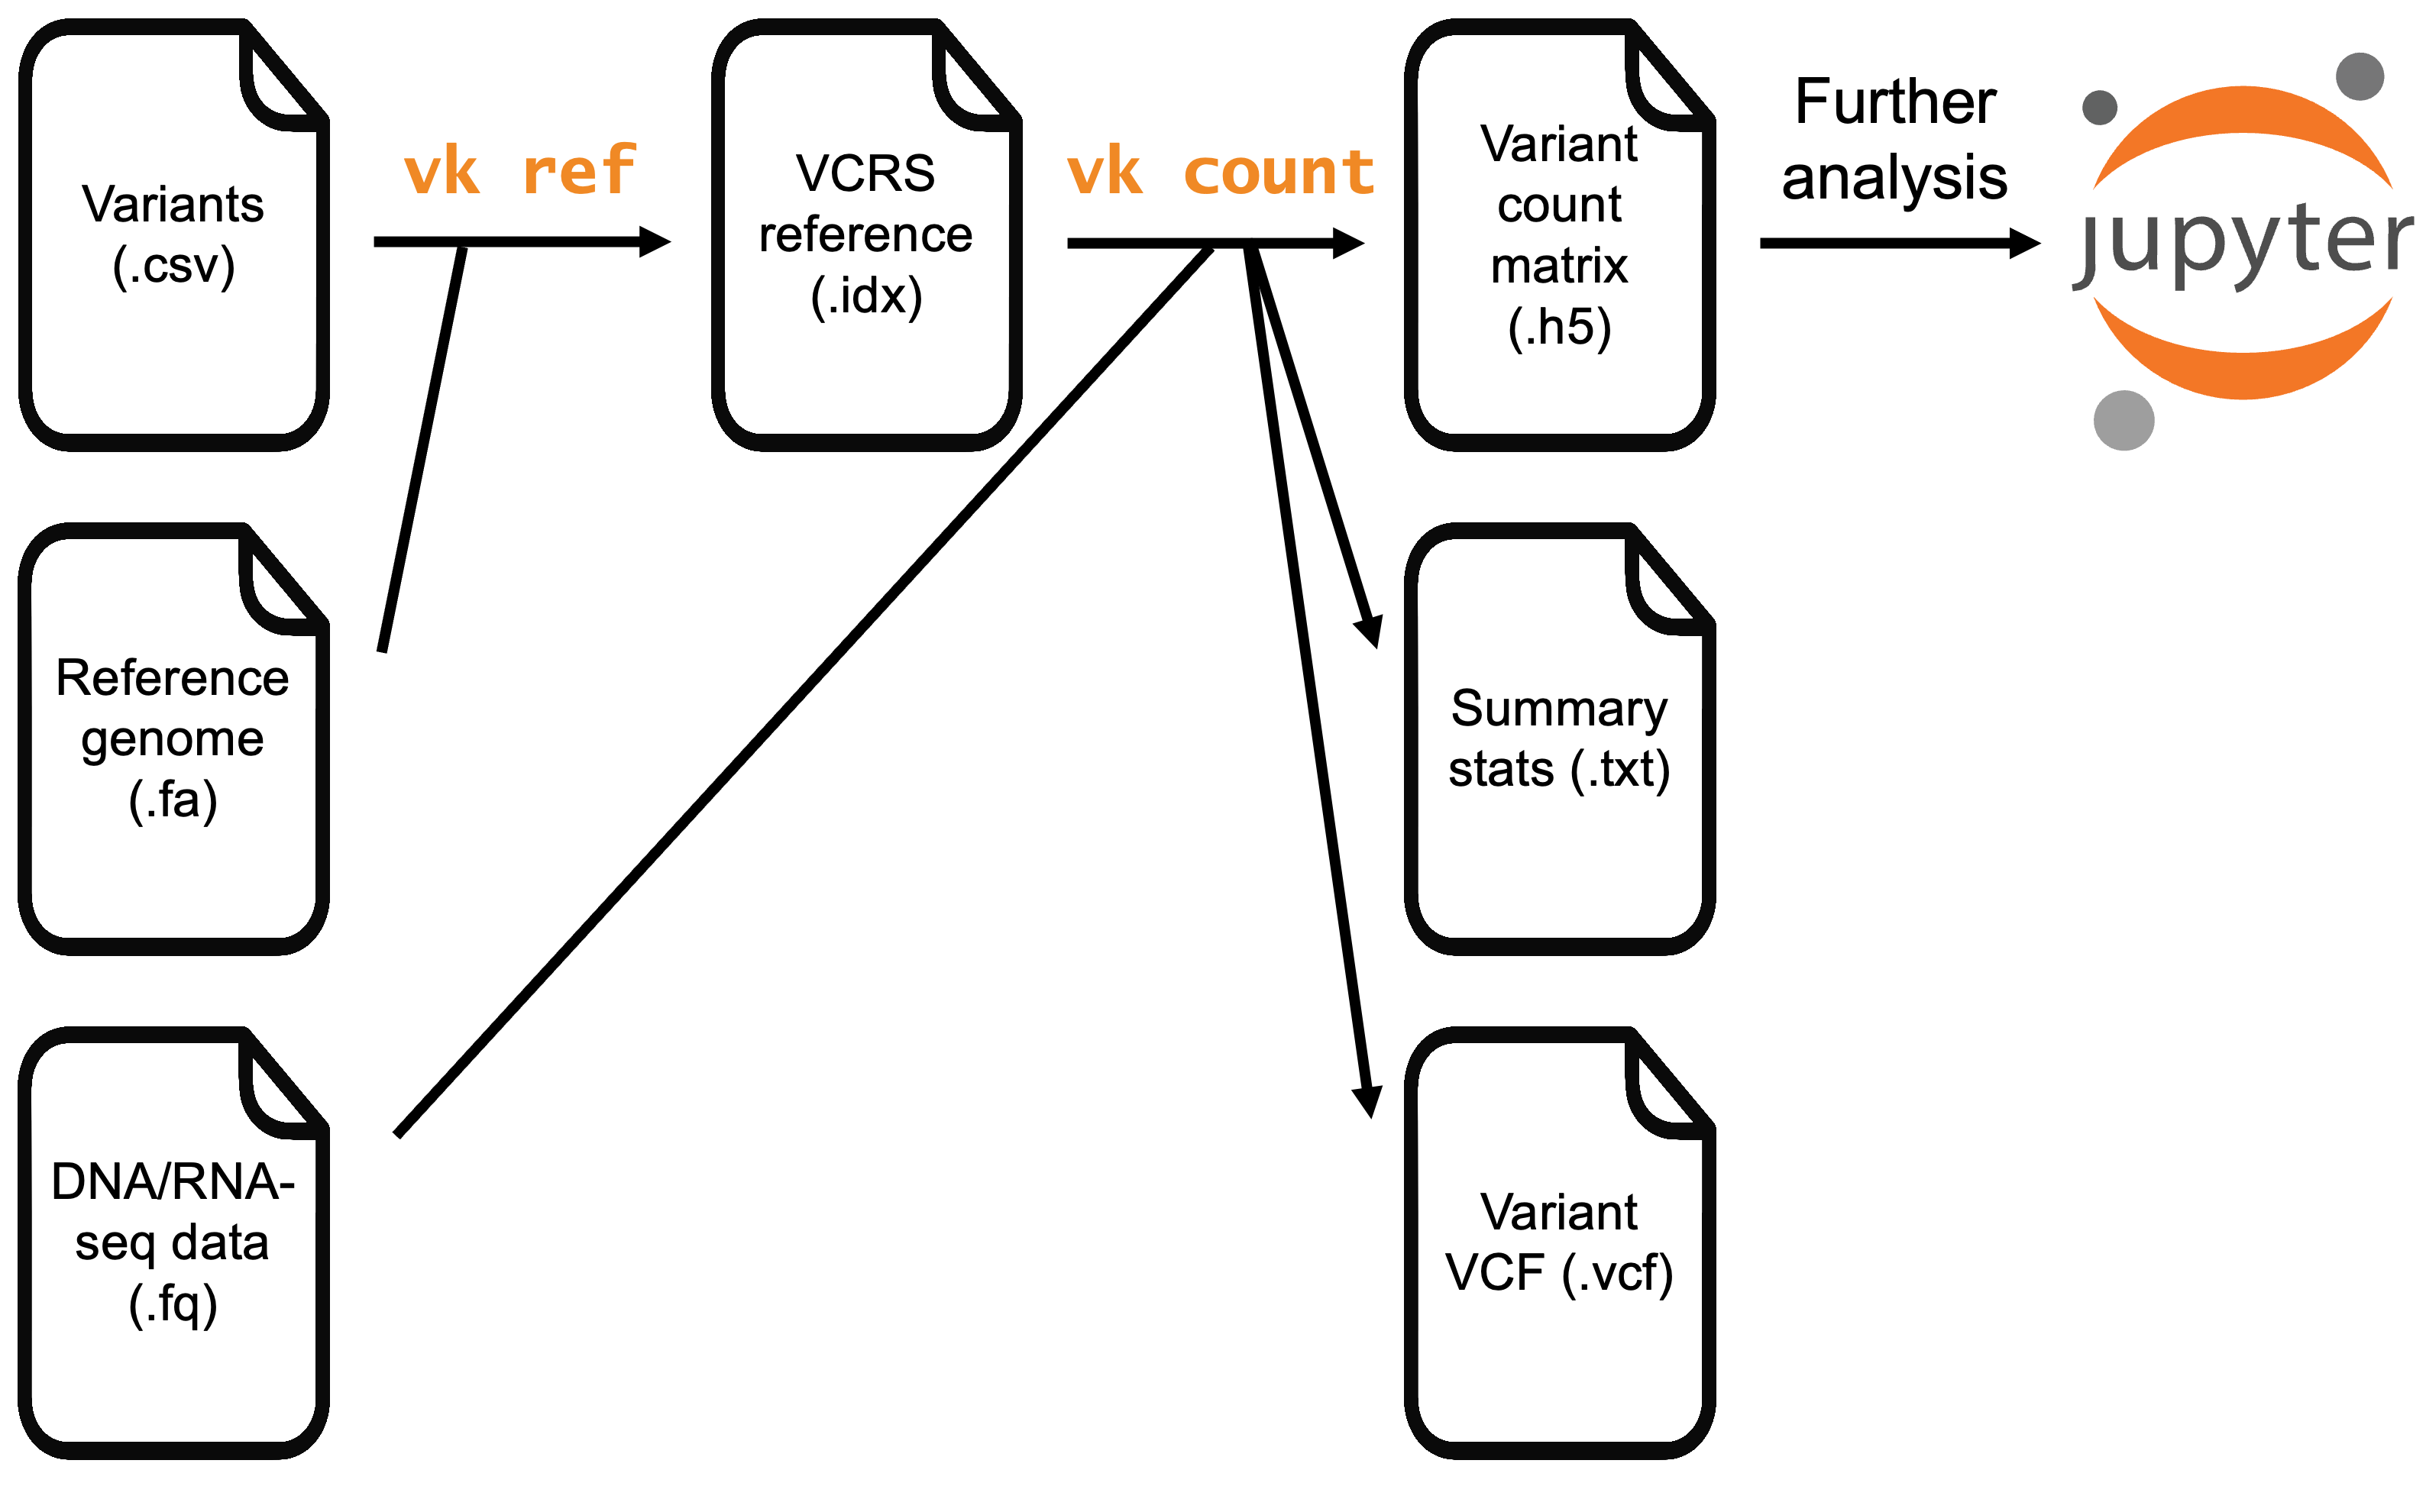 Variants
(.csv)
vk ref
VCRS
reference
(.idx)
vk count
Variant
count
matrix
(.h5)
Further
analysis
jupyter
Reference
genome
(.fa)
Summary
stats (.txt)
DNA/RNA-
seq data
(.fq)
Variant
VCF (.vcf)